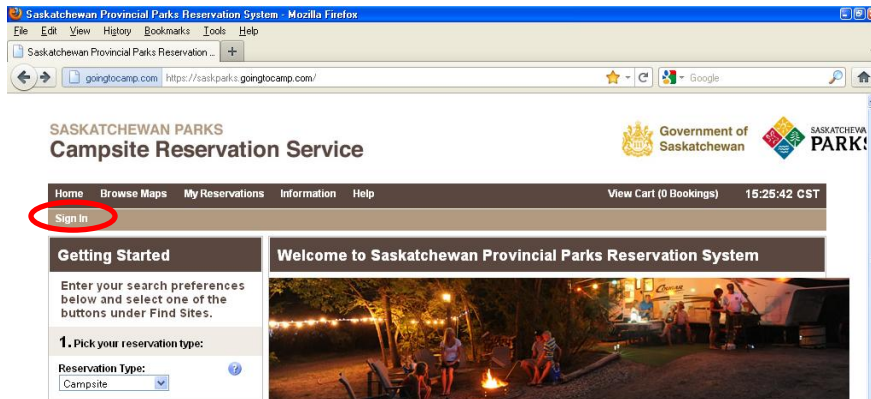 Saskatchewan Provincial Parks Reservation System - Mozilla Firefox
File Edit View History Bookmarks Tools Help
Saskatchewan Provincial Parks Reservation ... +
goingtocamp.com https://saskparks.goingtocamp.com/ Google
SASKATCHEWAN PARKS
Campsite Reservation Service
Government of
Saskatchewan
SASKATCHEWA
PARKS
Home Browse Maps My Reservations Information Help View Cart (0 Bookings) 15:25:42 CST
Sign In
Getting Started
Welcome to Saskatchewan Provincial Parks Reservation System
Enter your search preferences
below and select one of the
buttons under Find Sites.
1. Pick your reservation type:
Reservation Type: ?
Campsite
COUGAR